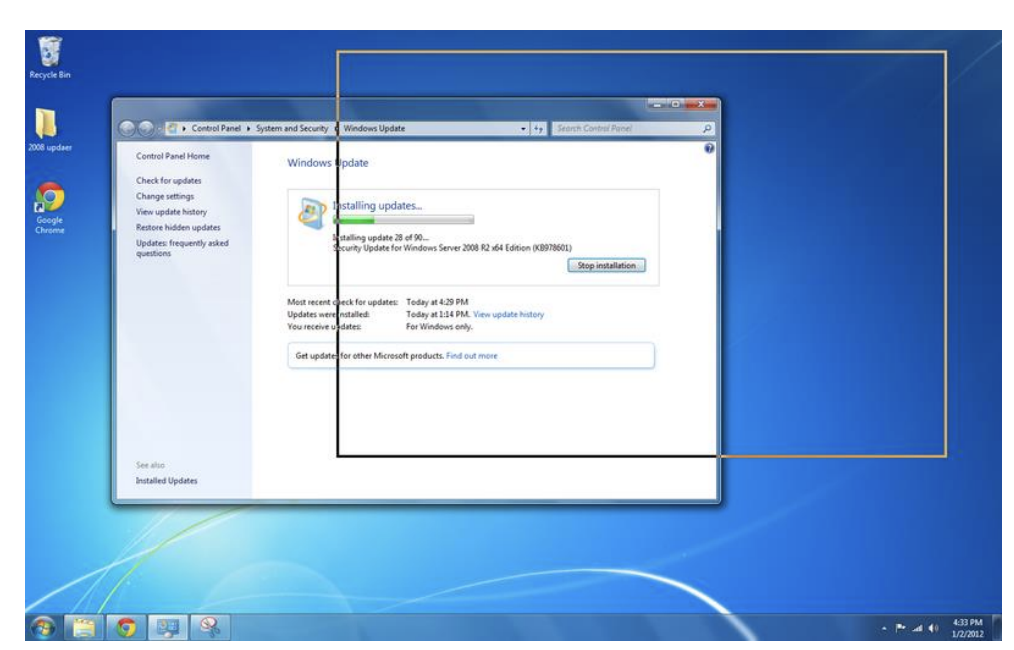 Recycle Bin
2008 updaer
Google
Chrome
Control Panel
System and Security
Windows Update
Search Control Panel
Control Panel Home
Check for updates
Change settings
View update history
Restore hidden updates
Updates: frequently asked
questions
See also
Installed Updates
Windows Update
Installing updates...
Installing update 28 of 90...
Security Update for Windows Server 2008 R2 x64 Edition (KB978601)
Stop installation
Most recent check for updates: Today at 4:29 PM
Updates were installed: Today at 1:14 PM. View update history
You receive updates: For Windows only.
Get updates for other Microsoft products. Find out more
4:33 PM
1/2/2012